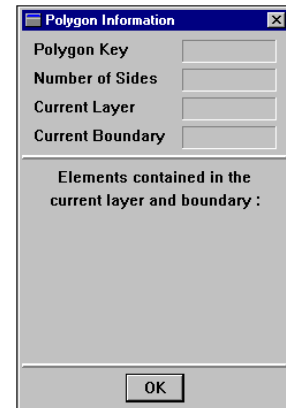 Polygon Information
Polygon Key
Number of Sides
Current Layer
Current Boundary
Elements contained in the
current layer and boundary :
OK